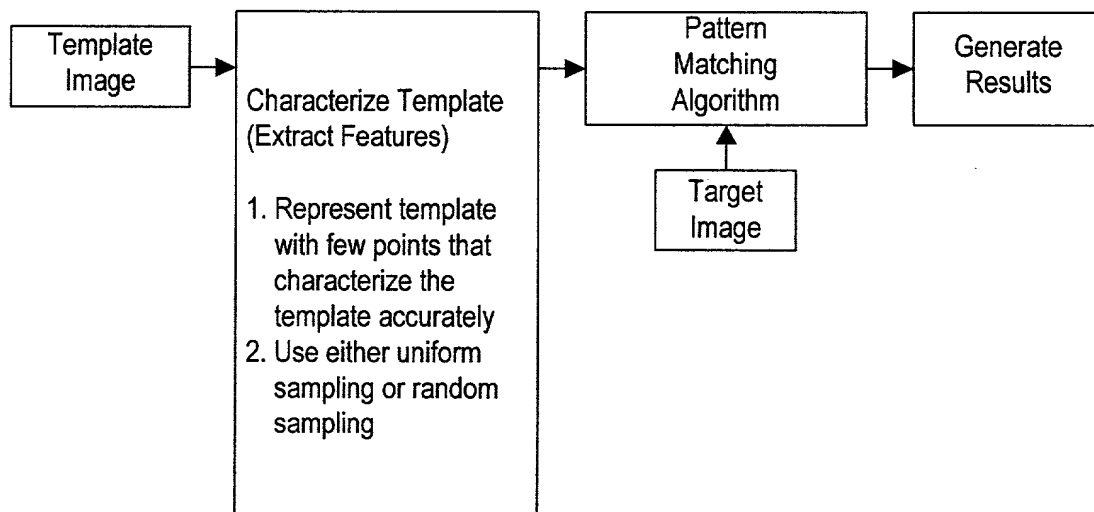 Template
Image
Characterize Template
(Extract Features)
1. Represent template
with few points that
characterize the
template accurately
2. Use either uniform
sampling or random
sampling
Pattern
Matching
Algorithm
Target
Image
Generate
Results